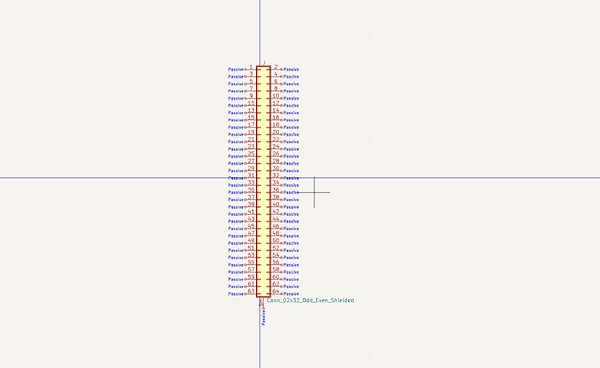 J
Passive 1 2 Passive
Passive 3 4 Passive
Passive 5 6 Passive
Passive 7 8 Passive
Passive 9 10 Passive
Passive 11 12 Passive
Passive 13 14 Passive
Passive 15 16 Passive
Passive 17 18 Passive
Passive 19 20 Passive
Passive 21 22 Passive
Passive 23 24 Passive
Passive 25 26 Passive
Passive 27 28 Passive
Passive 29 30 Passive
Passive 31 32 Passive
Passive 33 34 Passive
Passive 35 36 Passive
Passive 37 38 Passive
Passive 39 40 Passive
Passive 41 42 Passive
Passive 43 44 Passive
Passive 45 46 Passive
Passive 47 48 Passive
Passive 49 50 Passive
Passive 51 52 Passive
Passive 53 54 Passive
Passive 55 56 Passive
Passive 57 58 Passive
Passive 59 60 Passive
Passive 61 62 Passive
Passive 63 64 Passive
Conn_02x32_Odd_Even_Shielded
Passive